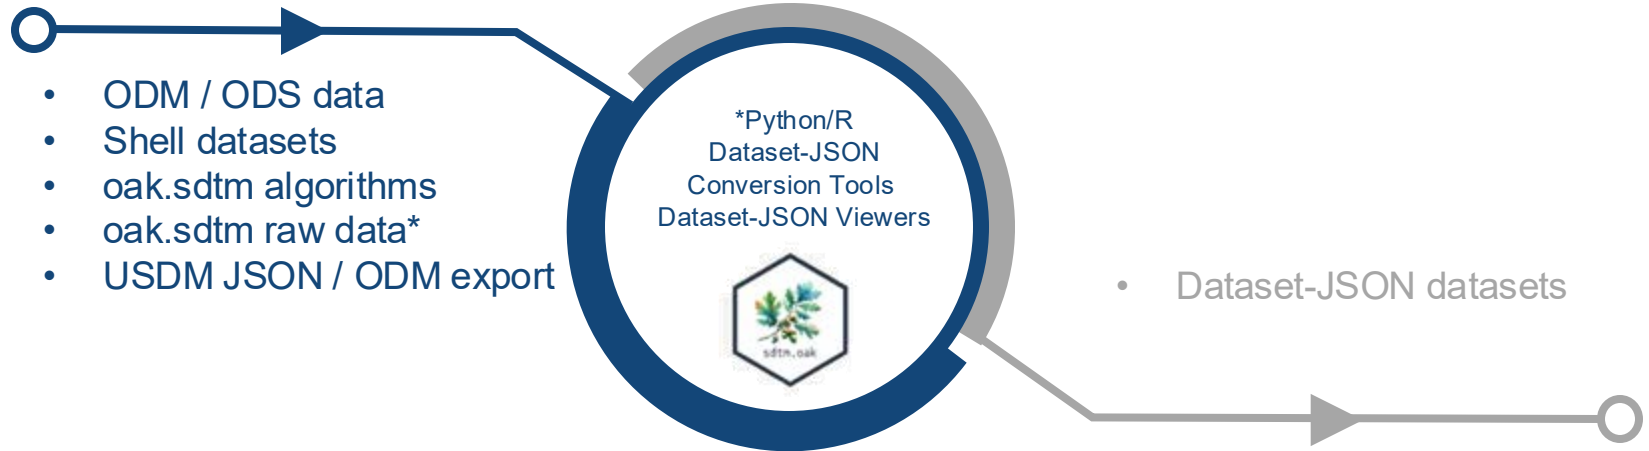 • ODM / ODS data
• Shell datasets
• oak.sdtm algorithms
• oak.sdtm raw data*
• USDM JSON / ODM export
*Python/R
Dataset-JSON
Conversion Tools
Dataset-JSON Viewers
sdtm.oak
• Dataset-JSON datasets